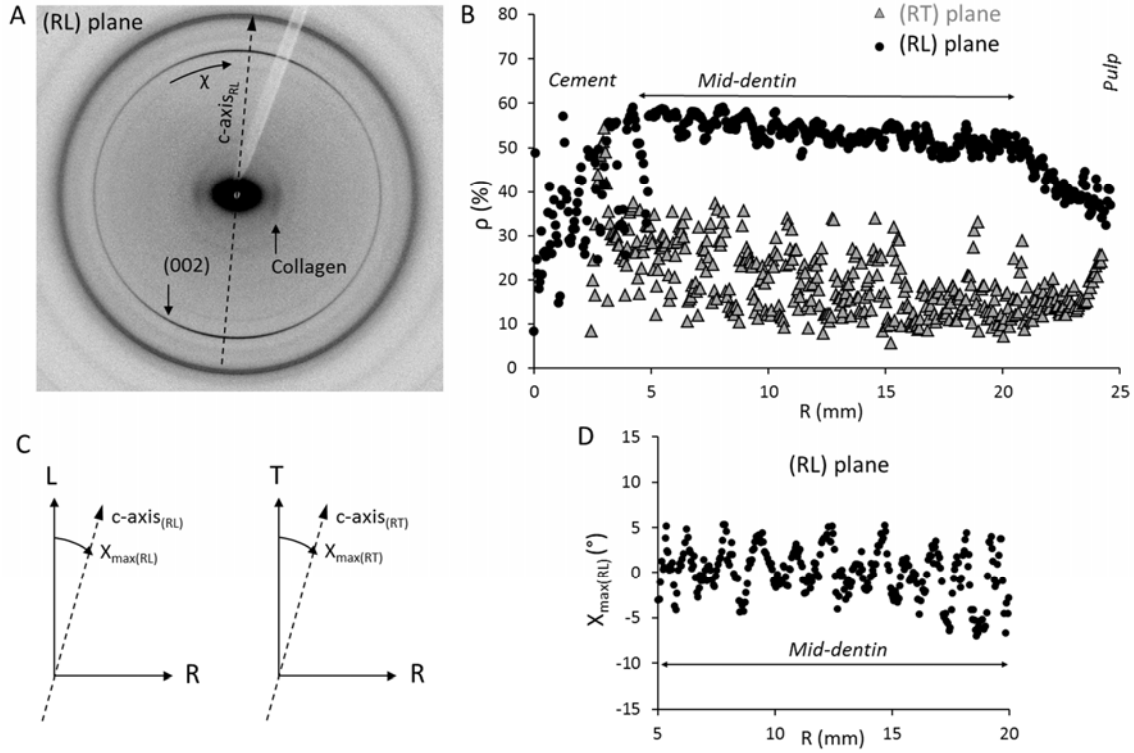 A
(RL) plane
χ
c-axis_RL
(002)
Collagen
B
(RT) plane
(RL) plane
Cement
Mid-dentin
Pulp
ρ (%)
70
60
50
40
30
20
10
0
0 5 10 15 20 25
R (mm)
C
L
c-axis(RL)
Xmax(RL)
R
T
c-axis(RT)
Xmax(RT)
R
D
(RL) plane
Xmax(RL) (°)
15
10
5
0
-5
-10
-15
Mid-dentin
5 10 15 20
R (mm)